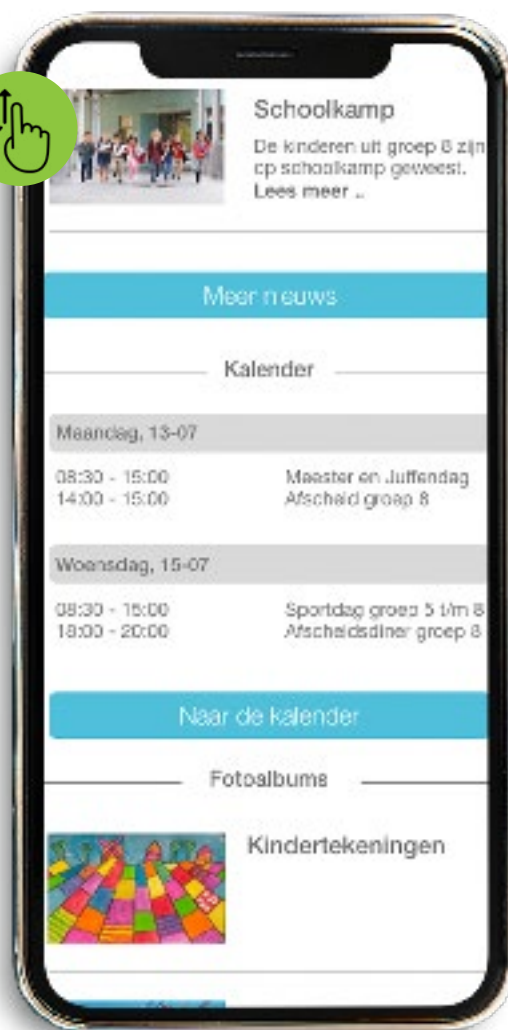 Schoolkamp
De kinderen uit groep 8 zijn
op schoolkamp geweest.
Lees meer ..
Meer nieuws
Kalender
Maandag, 13-07
08:30 - 15:00 Meester en Juffendag
14:00 - 15:00 Afscheid groep 8
Woensdag, 15-07
08:30 - 15:00 Sportdag groep 5 t/m 8
18:00 - 20:00 Afscheidsdiner groep 8
Naar de kalender
Fotoalbums
Kindertekeningen